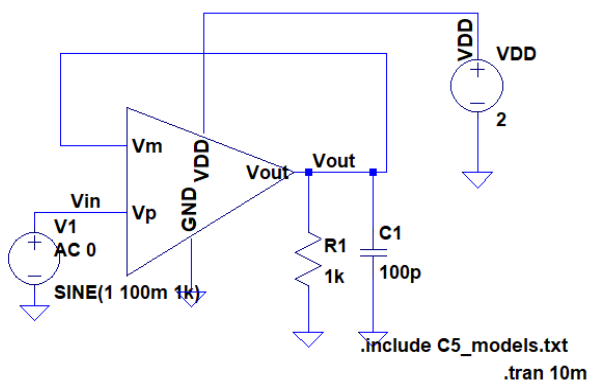 VDD
VDD
2
Vm
VDD
Vout
Vout
Vin
Vp
GND
V1
AC 0
SINE(1 100m 1k)
R1
1k
C1
100p
.include C5_models.txt
.tran 10m